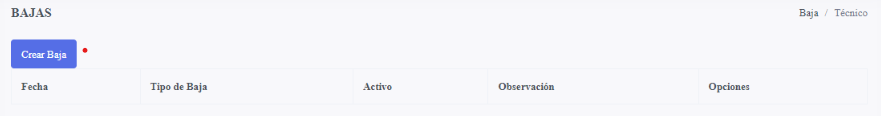 BAJAS
Baja / Técnico
Crear Baja
Fecha Tipo de Baja Activo Observación Opciones